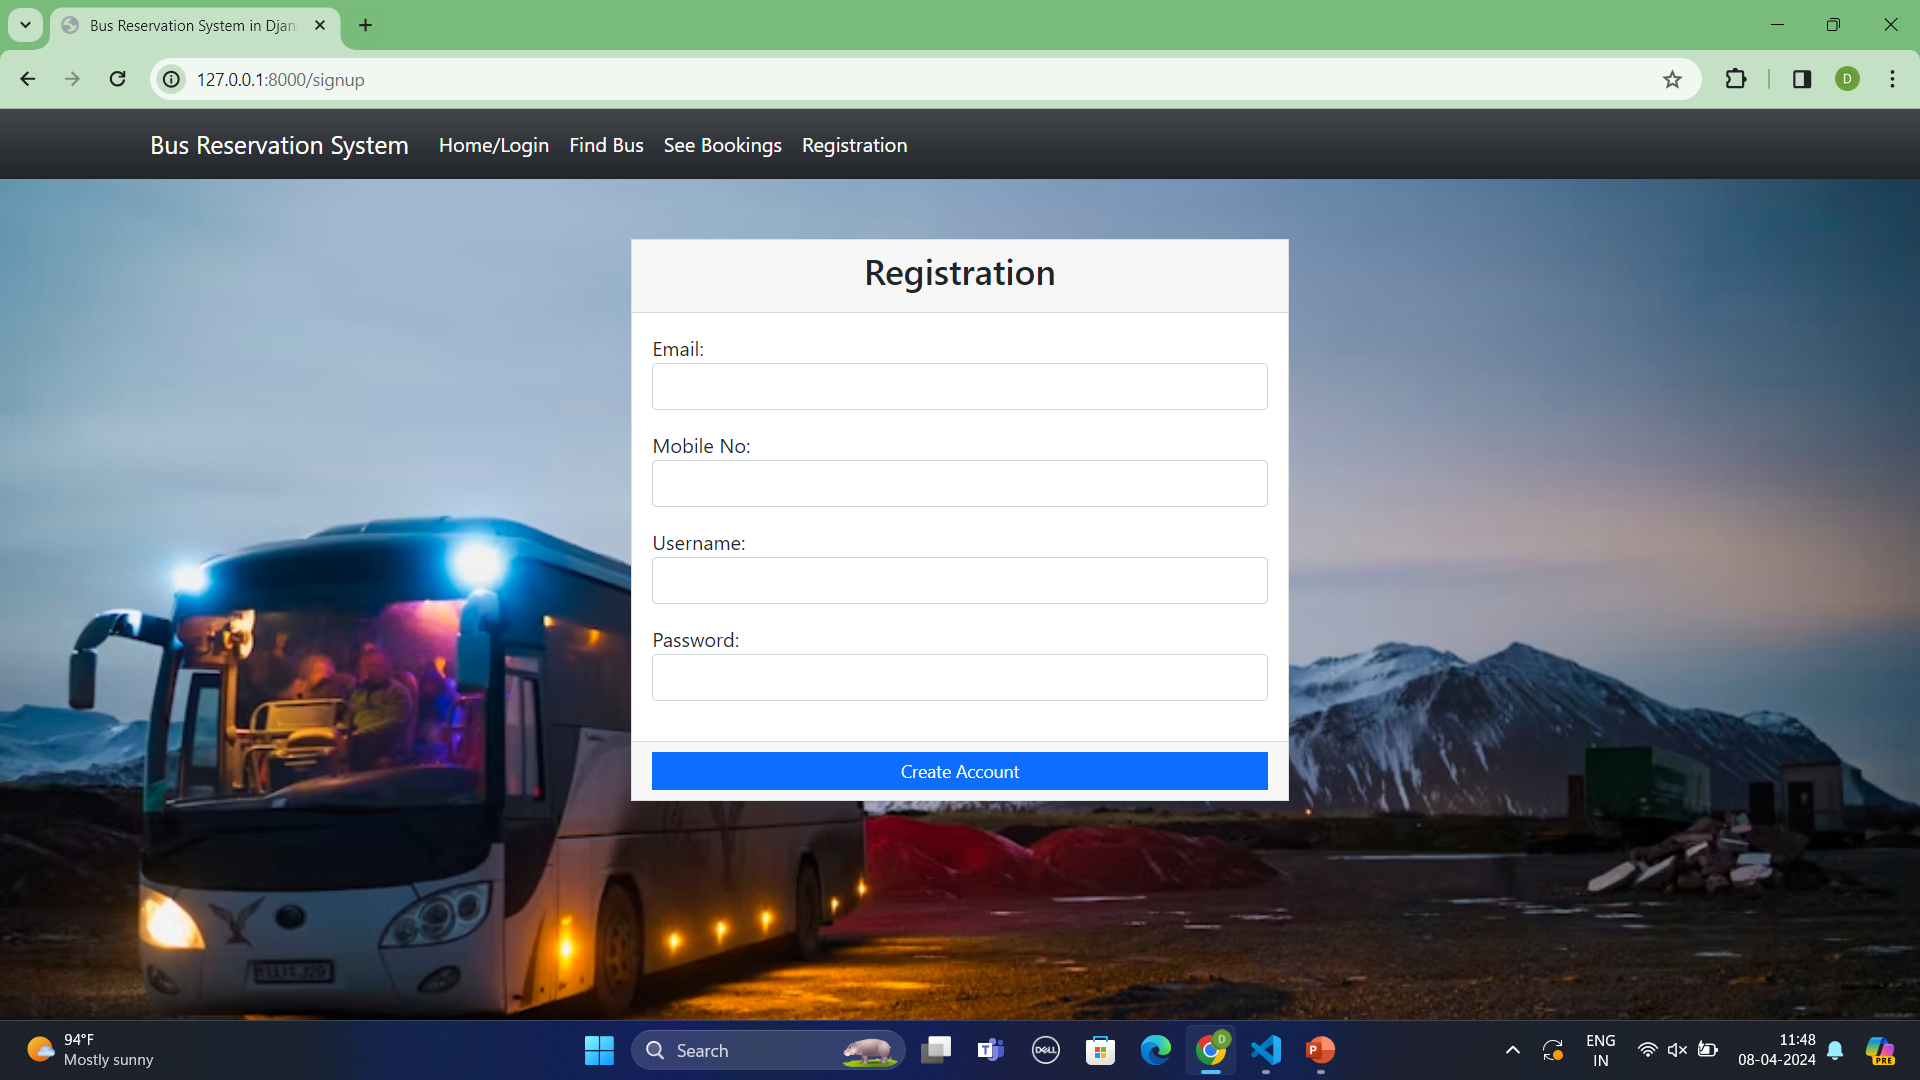 Bus Reservation System in Djan
127.0.0.1:8000/signup
D
Bus Reservation System Home/Login Find Bus See Bookings Registration
Registration
Email:
Mobile No:
Username:
Password:
Create Account
94°F
Mostly sunny
Search
DELL
D
ENG
IN
11:48
08-04-2024
PRE